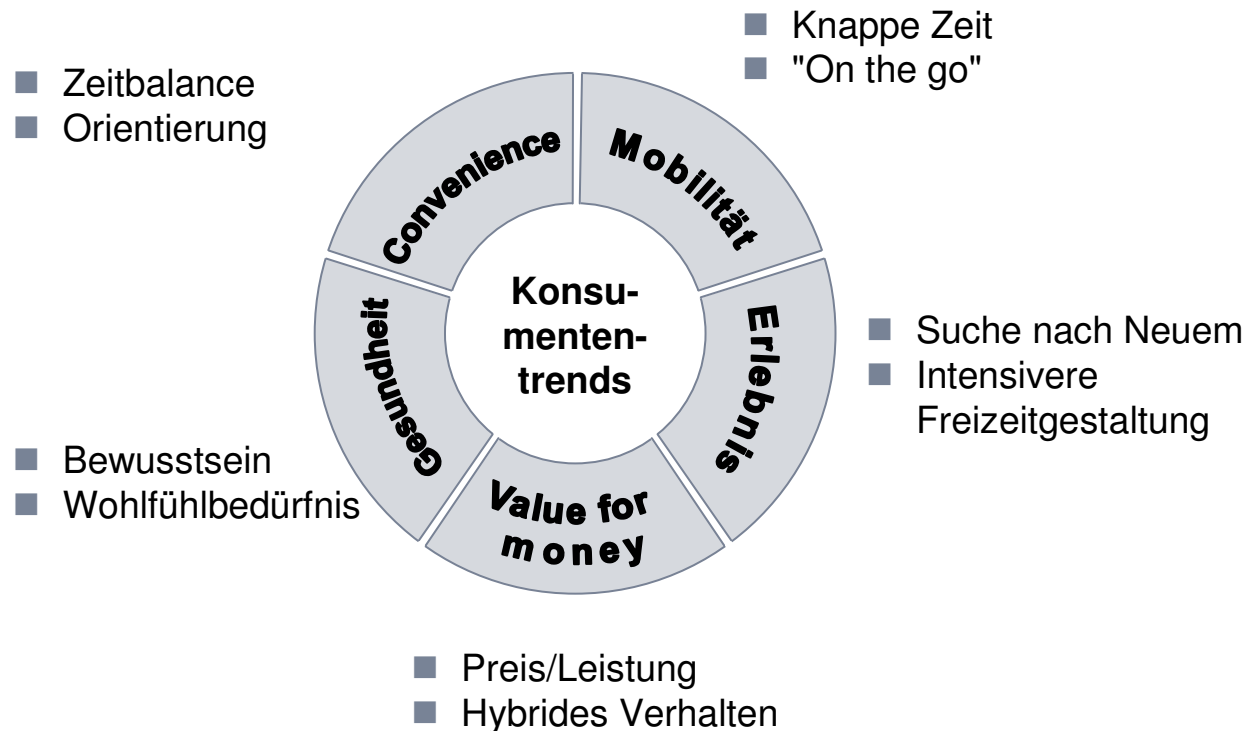 Knappe Zeit
"On the go"
Zeitbalance
Orientierung
Convenience
Mobilität
Konsu-
menten-
trends
Gesundheit
Erlebnis
Suche nach Neuem
Intensivere
Freizeitgestaltung
Bewusstsein
Wohlfühlbedürfnis
Value for
money
Preis/Leistung
Hybrides Verhalten